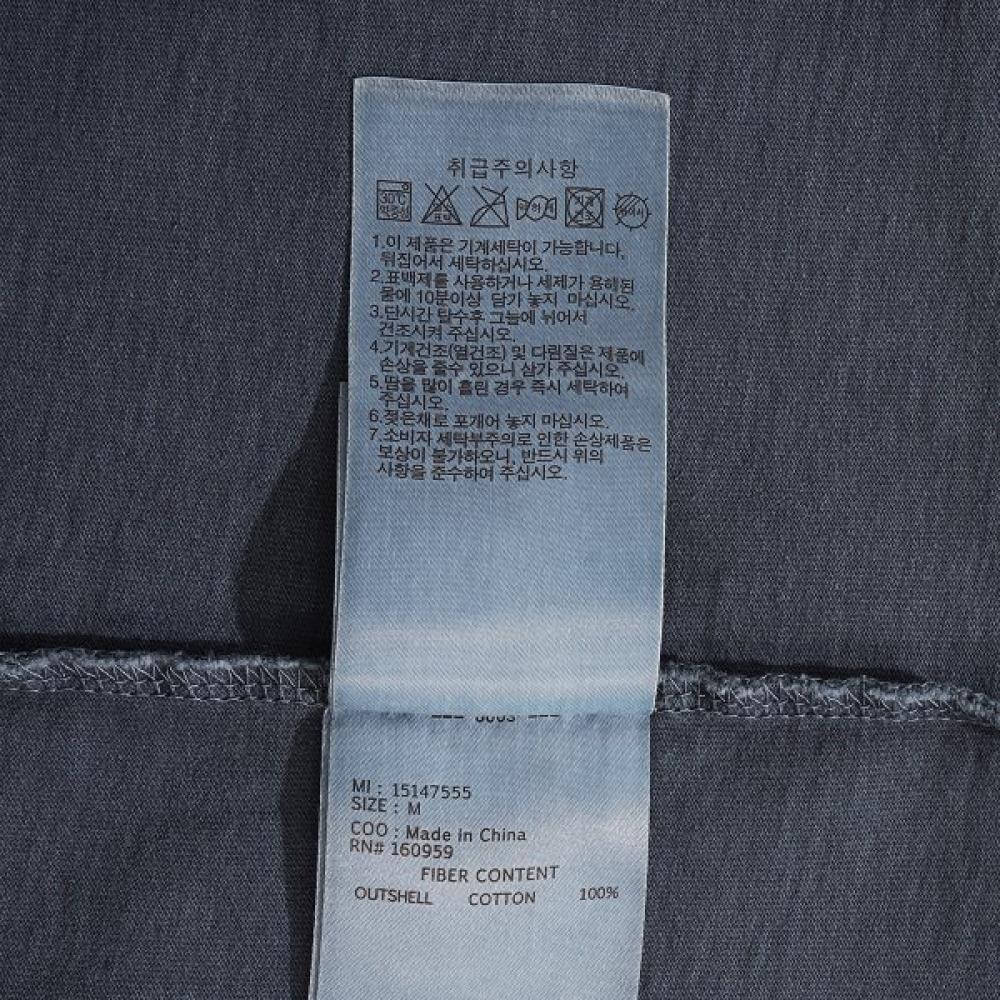 취급주의사항
30℃
약중성
1.이 제품은 기계세탁이 가능합니다,
뒤집어서 세탁하십시오.
2.표백제를 사용하거나 세제가 용해된
물에 10분이상 담가 놓지 마십시오.
3.단시간 탈수후 그늘에 뉘어서
건조시켜 주십시오.
4.기계건조(열건조) 및 다림질은 제품에
손상을 줄수 있으니 삼가 주십시오.
5.땀을 많이 흘린 경우 즉시 세탁하여
주십시오.
6.젖은채로 포개어 놓지 마십시오.
7.소비자 세탁부주의로 인한 손상제품은
보상이 불가하오니, 반드시 위의
사항을 준수하여 주십시오.
MI : 15147555
SIZE : M
COO : Made in China
RN# 160959
FIBER CONTENT
OUTSHELL COTTON 100%